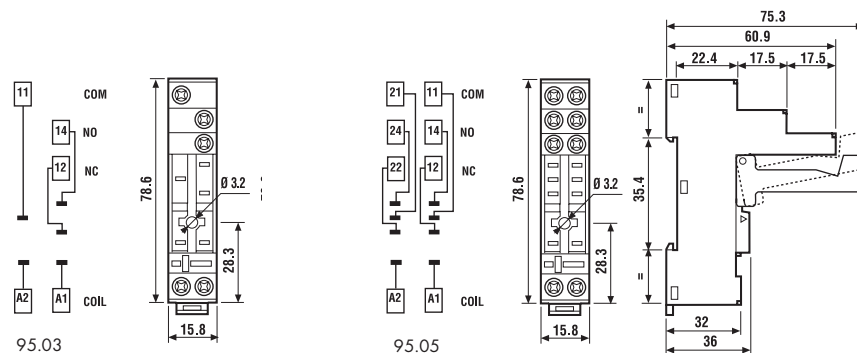 11 COM
14 NO
12 NC
A2 A1 COIL
95.03
78.6
Ø 3.2
28.3
15.8
21 11 COM
24 14 NO
22 12 NC
A2 A1 COIL
95.05
78.6
Ø 3.2
28.3
15.8
75.3
60.9
22.4 17.5 17.5
=
35.4
=
32
36